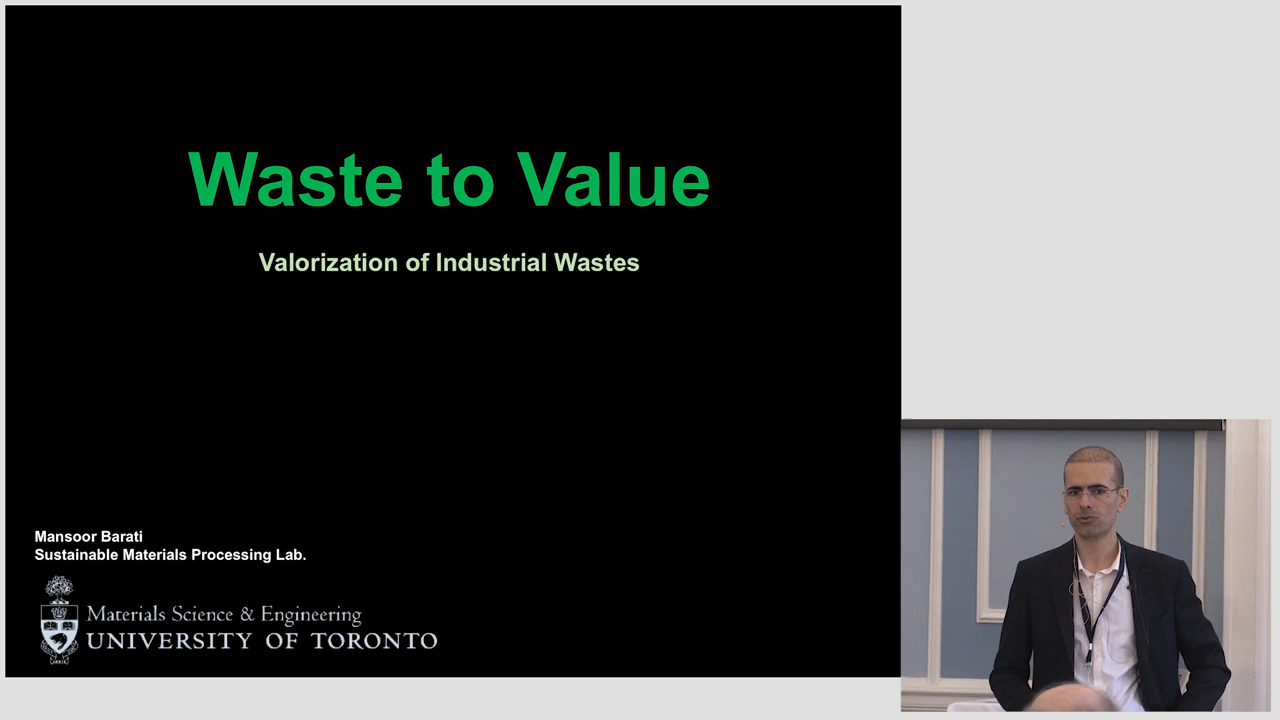 Waste to Value
Valorization of Industrial Wastes
Mansoor Barati
Sustainable Materials Processing Lab.
Materials Science & Engineering
UNIVERSITY OF TORONTO